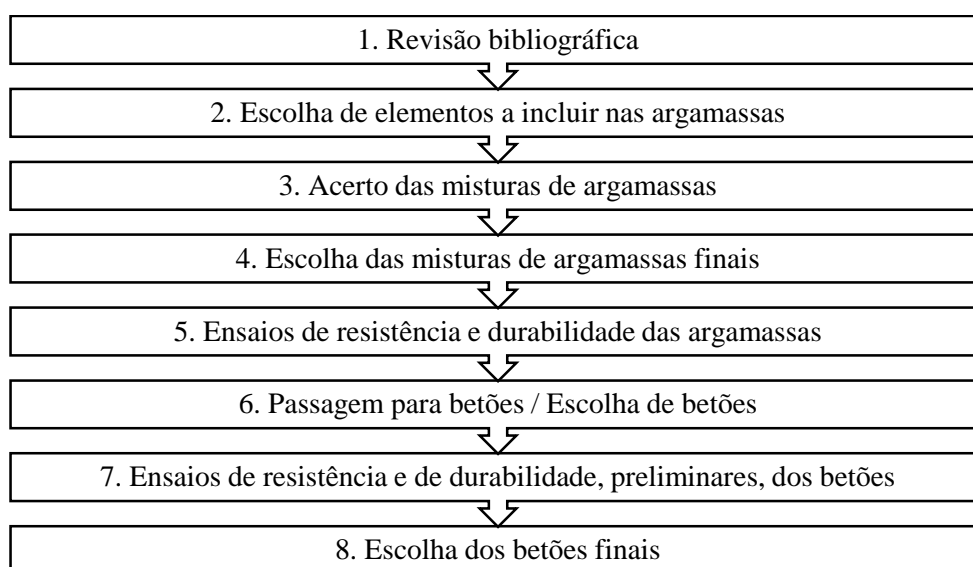 1. Revisão bibliográfica
2. Escolha de elementos a incluir nas argamassas
3. Acerto das misturas de argamassas
4. Escolha das misturas de argamassas finais
5. Ensaios de resistência e durabilidade das argamassas
6. Passagem para betões / Escolha de betões
7. Ensaios de resistência e de durabilidade, preliminares, dos betões
8. Escolha dos betões finais